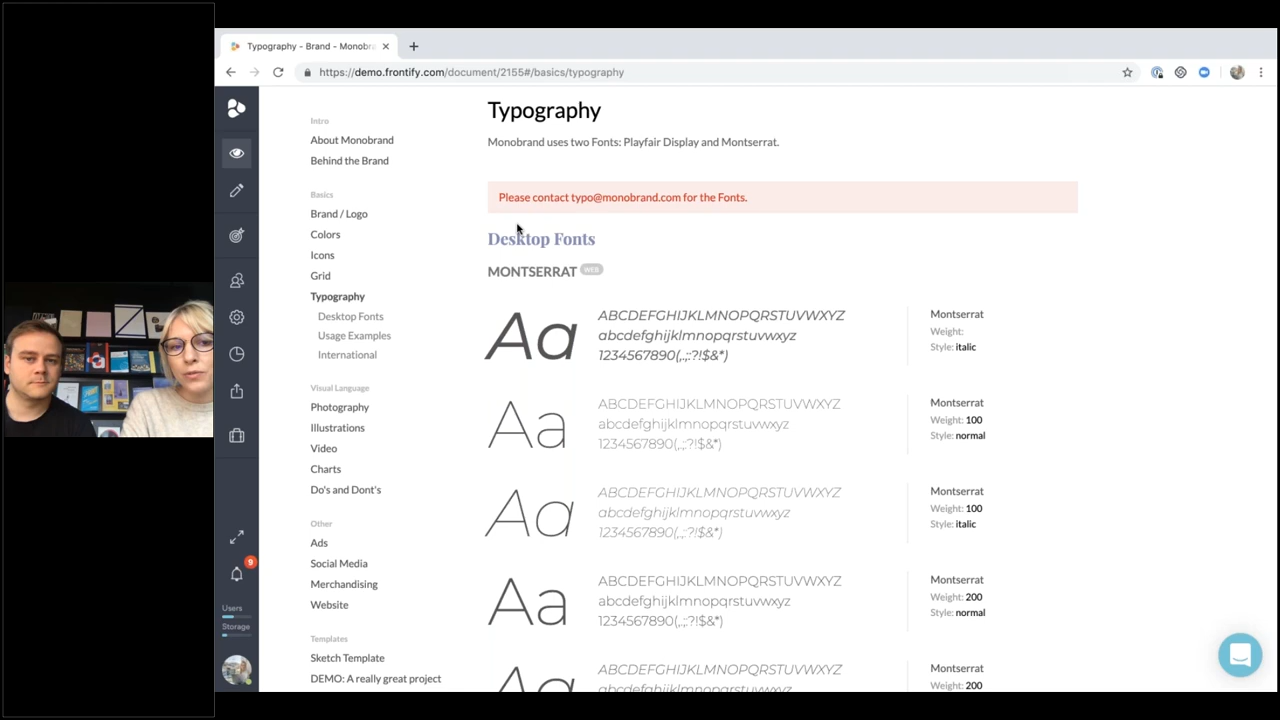 Typography - Brand - Monobra
https://demo.frontify.com/document/2155#/basics/typography
Intro
About Monobrand
Behind the Brand
Basics
Brand / Logo
Colors
Icons
Grid
Typography
Desktop Fonts
Usage Examples
International
Visual Language
Photography
Illustrations
Video
Charts
Do's and Dont's
Other
Ads
Social Media
Merchandising
Website
Templates
Sketch Template
DEMO: A really great project
9
Users
Storage
Typography
Monobrand uses two Fonts: Playfair Display and Montserrat.
Please contact typo@monobrand.com for the Fonts.
Desktop Fonts
MONTSERRAT WEB
Aa
ABCDEFGHIJKLMNOPQRSTUVWXYZ
abcdefghijklmnopqrstuvwxyz
1234567890(,.;:?!$&*)
Montserrat
Weight:
Style: italic
Aa
ABCDEFGHIJKLMNOPQRSTUVWXYZ
abcdefghijklmnopqrstuvwxyz
1234567890(,.;:?!$&*)
Montserrat
Weight: 100
Style: normal
Aa
ABCDEFGHIJKLMNOPQRSTUVWXYZ
abcdefghijklmnopqrstuvwxyz
1234567890(,.;:?!$&*)
Montserrat
Weight: 100
Style: italic
Aa
ABCDEFGHIJKLMNOPQRSTUVWXYZ
abcdefghijklmnopqrstuvwxyz
1234567890(,.;:?!$&*)
Montserrat
Weight: 200
Style: normal
Aa
ABCDEFGHIJKLMNOPQRSTUVWXYZ
abcdefghijklmnopqrstuvwxyz
Montserrat
Weight: 200